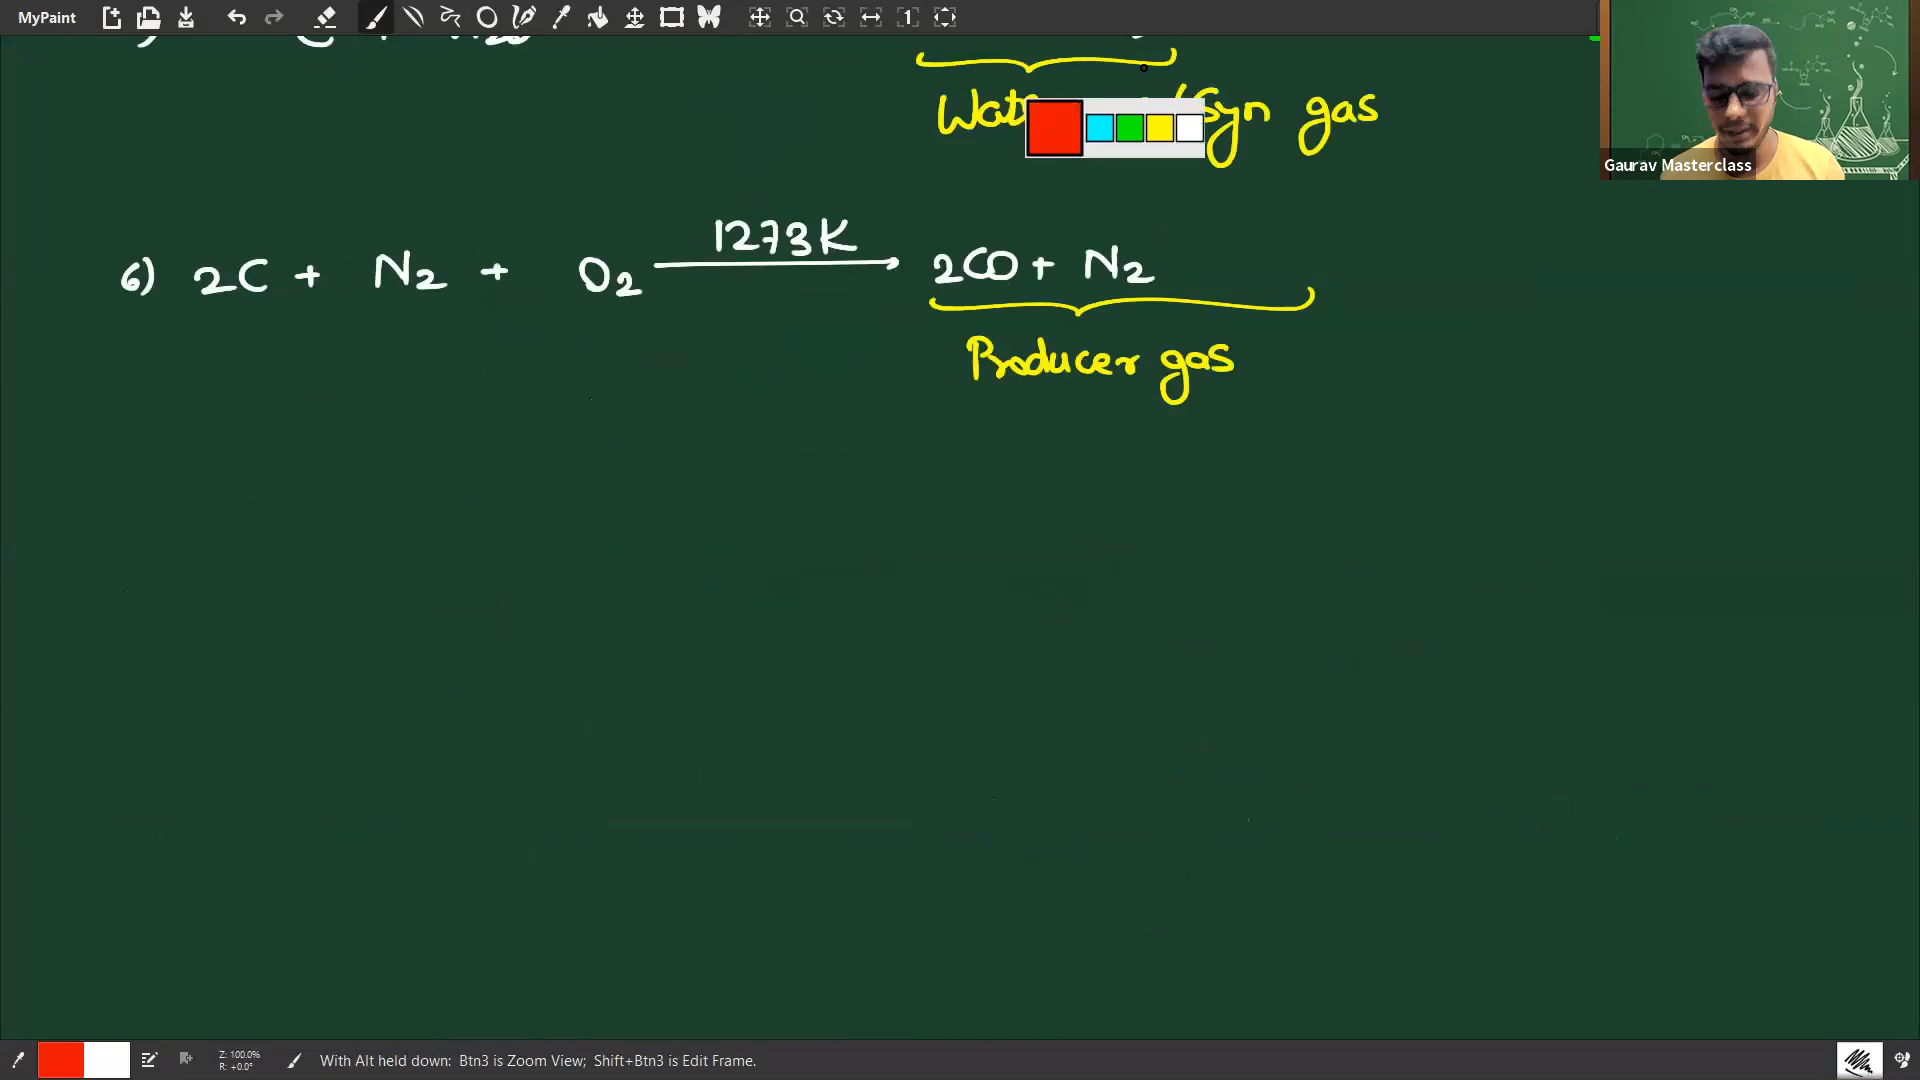 MyPaint
Syn gas
Gaurav Masterclass
1273K
6) 2C + N2 + O2 → 2CO + N2
Producer gas
Z: 100.0%
R: +0.0°
With Alt held down: Btn3 is Zoom View; Shift+Btn3 is Edit Frame.